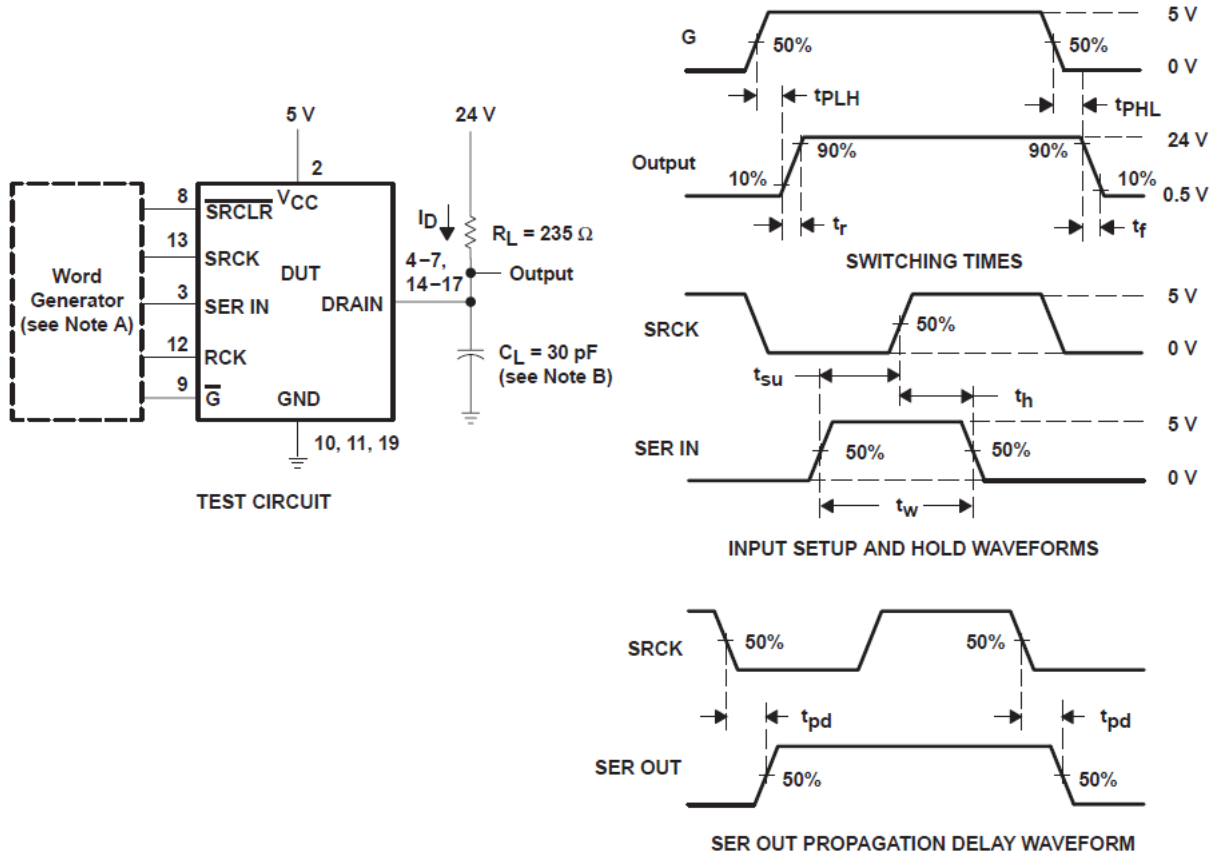 5 V
24 V
2
8
SRCLR
VCC
13
SRCK
DUT
3
SER IN
DRAIN
12
RCK
9
G
GND
10, 11, 19
Word
Generator
(see Note A)
ID
RL = 235 Ω
4–7,
14–17
Output
CL = 30 pF
(see Note B)
TEST CIRCUIT
G
50%
50%
5 V
0 V
tPLH
tPHL
Output
10%
90%
90%
10%
24 V
0.5 V
tr
tf
SWITCHING TIMES
SRCK
50%
5 V
0 V
tsu
th
SER IN
50%
50%
5 V
0 V
tw
INPUT SETUP AND HOLD WAVEFORMS
SRCK
50%
50%
tpd
tpd
SER OUT
50%
50%
SER OUT PROPAGATION DELAY WAVEFORM